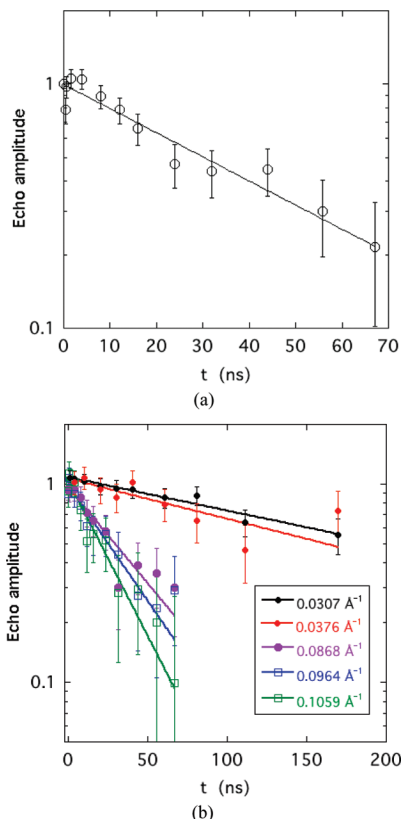 1
0.1
Echo amplitude
0 10 20 30 40 50 60 70
t (ns)
(a)
1
0.1
Echo amplitude
0.0307 Å⁻¹
0.0376 Å⁻¹
0.0868 Å⁻¹
0.0964 Å⁻¹
0.1059 Å⁻¹
0 50 100 150 200
t (ns)
(b)